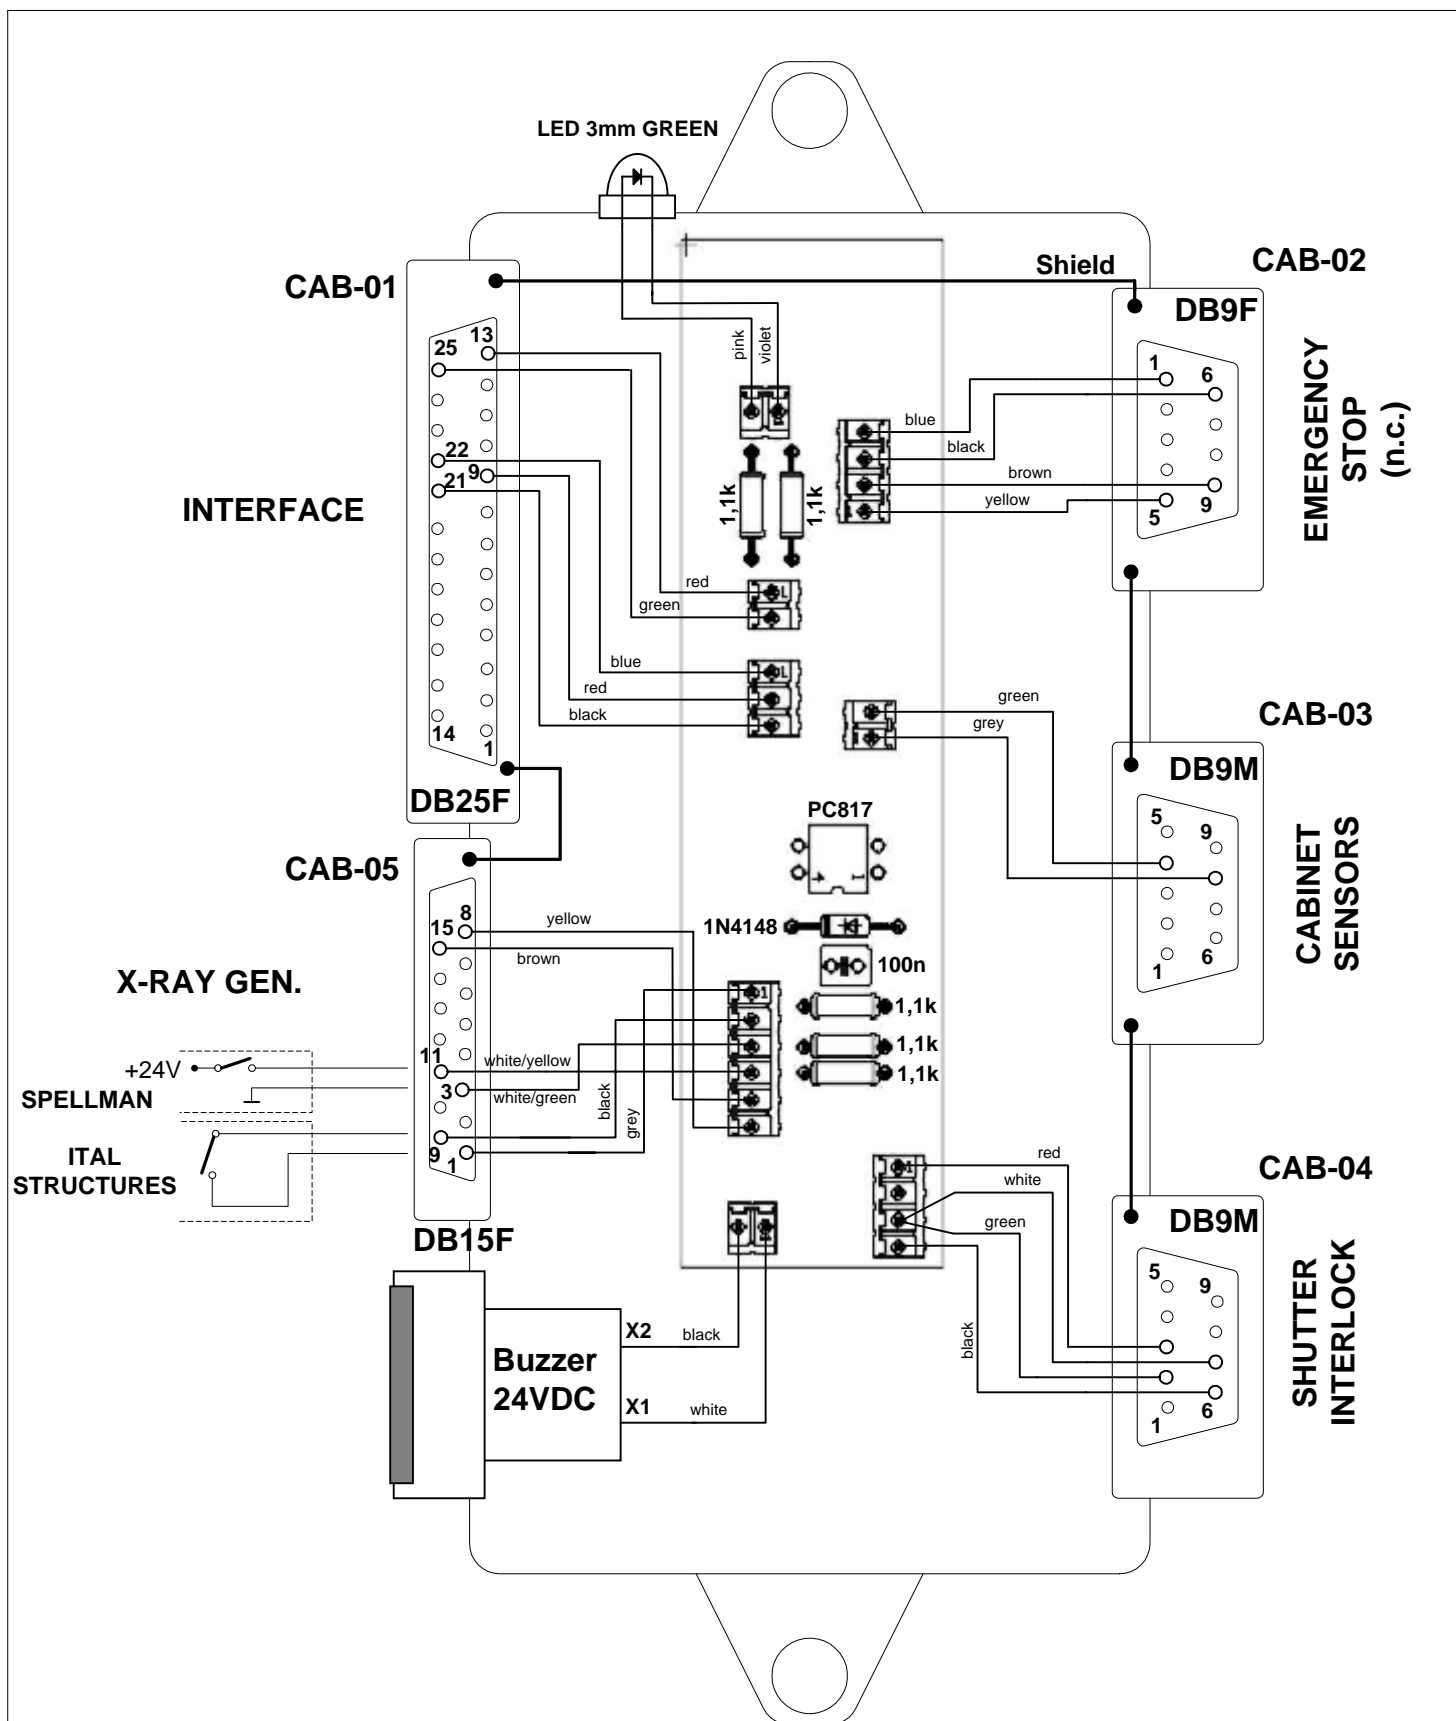 LED 3mm GREEN
CAB-01
Shield
CAB-02
DB9F
13
25
22
9
21
14
1
INTERFACE
DB25F
pink
violet
1,1k
1,1k
blue
black
brown
yellow
1
6
5
9
EMERGENCY
STOP
(n.c.)
red
green
blue
red
black
green
grey
CAB-03
DB9M
5
9
1
6
CABINET
SENSORS
PC817
4
1
1N4148
100n
1,1k
1,1k
1,1k
CAB-05
8
15
11
3
9
1
yellow
brown
white/yellow
white/green
black
grey
1
X-RAY GEN.
+24V
SPELLMAN
ITAL
STRUCTURES
DB15F
red
white
green
black
1
CAB-04
DB9M
5
9
1
6
SHUTTER
INTERLOCK
Buzzer
24VDC
X2
black
X1
white